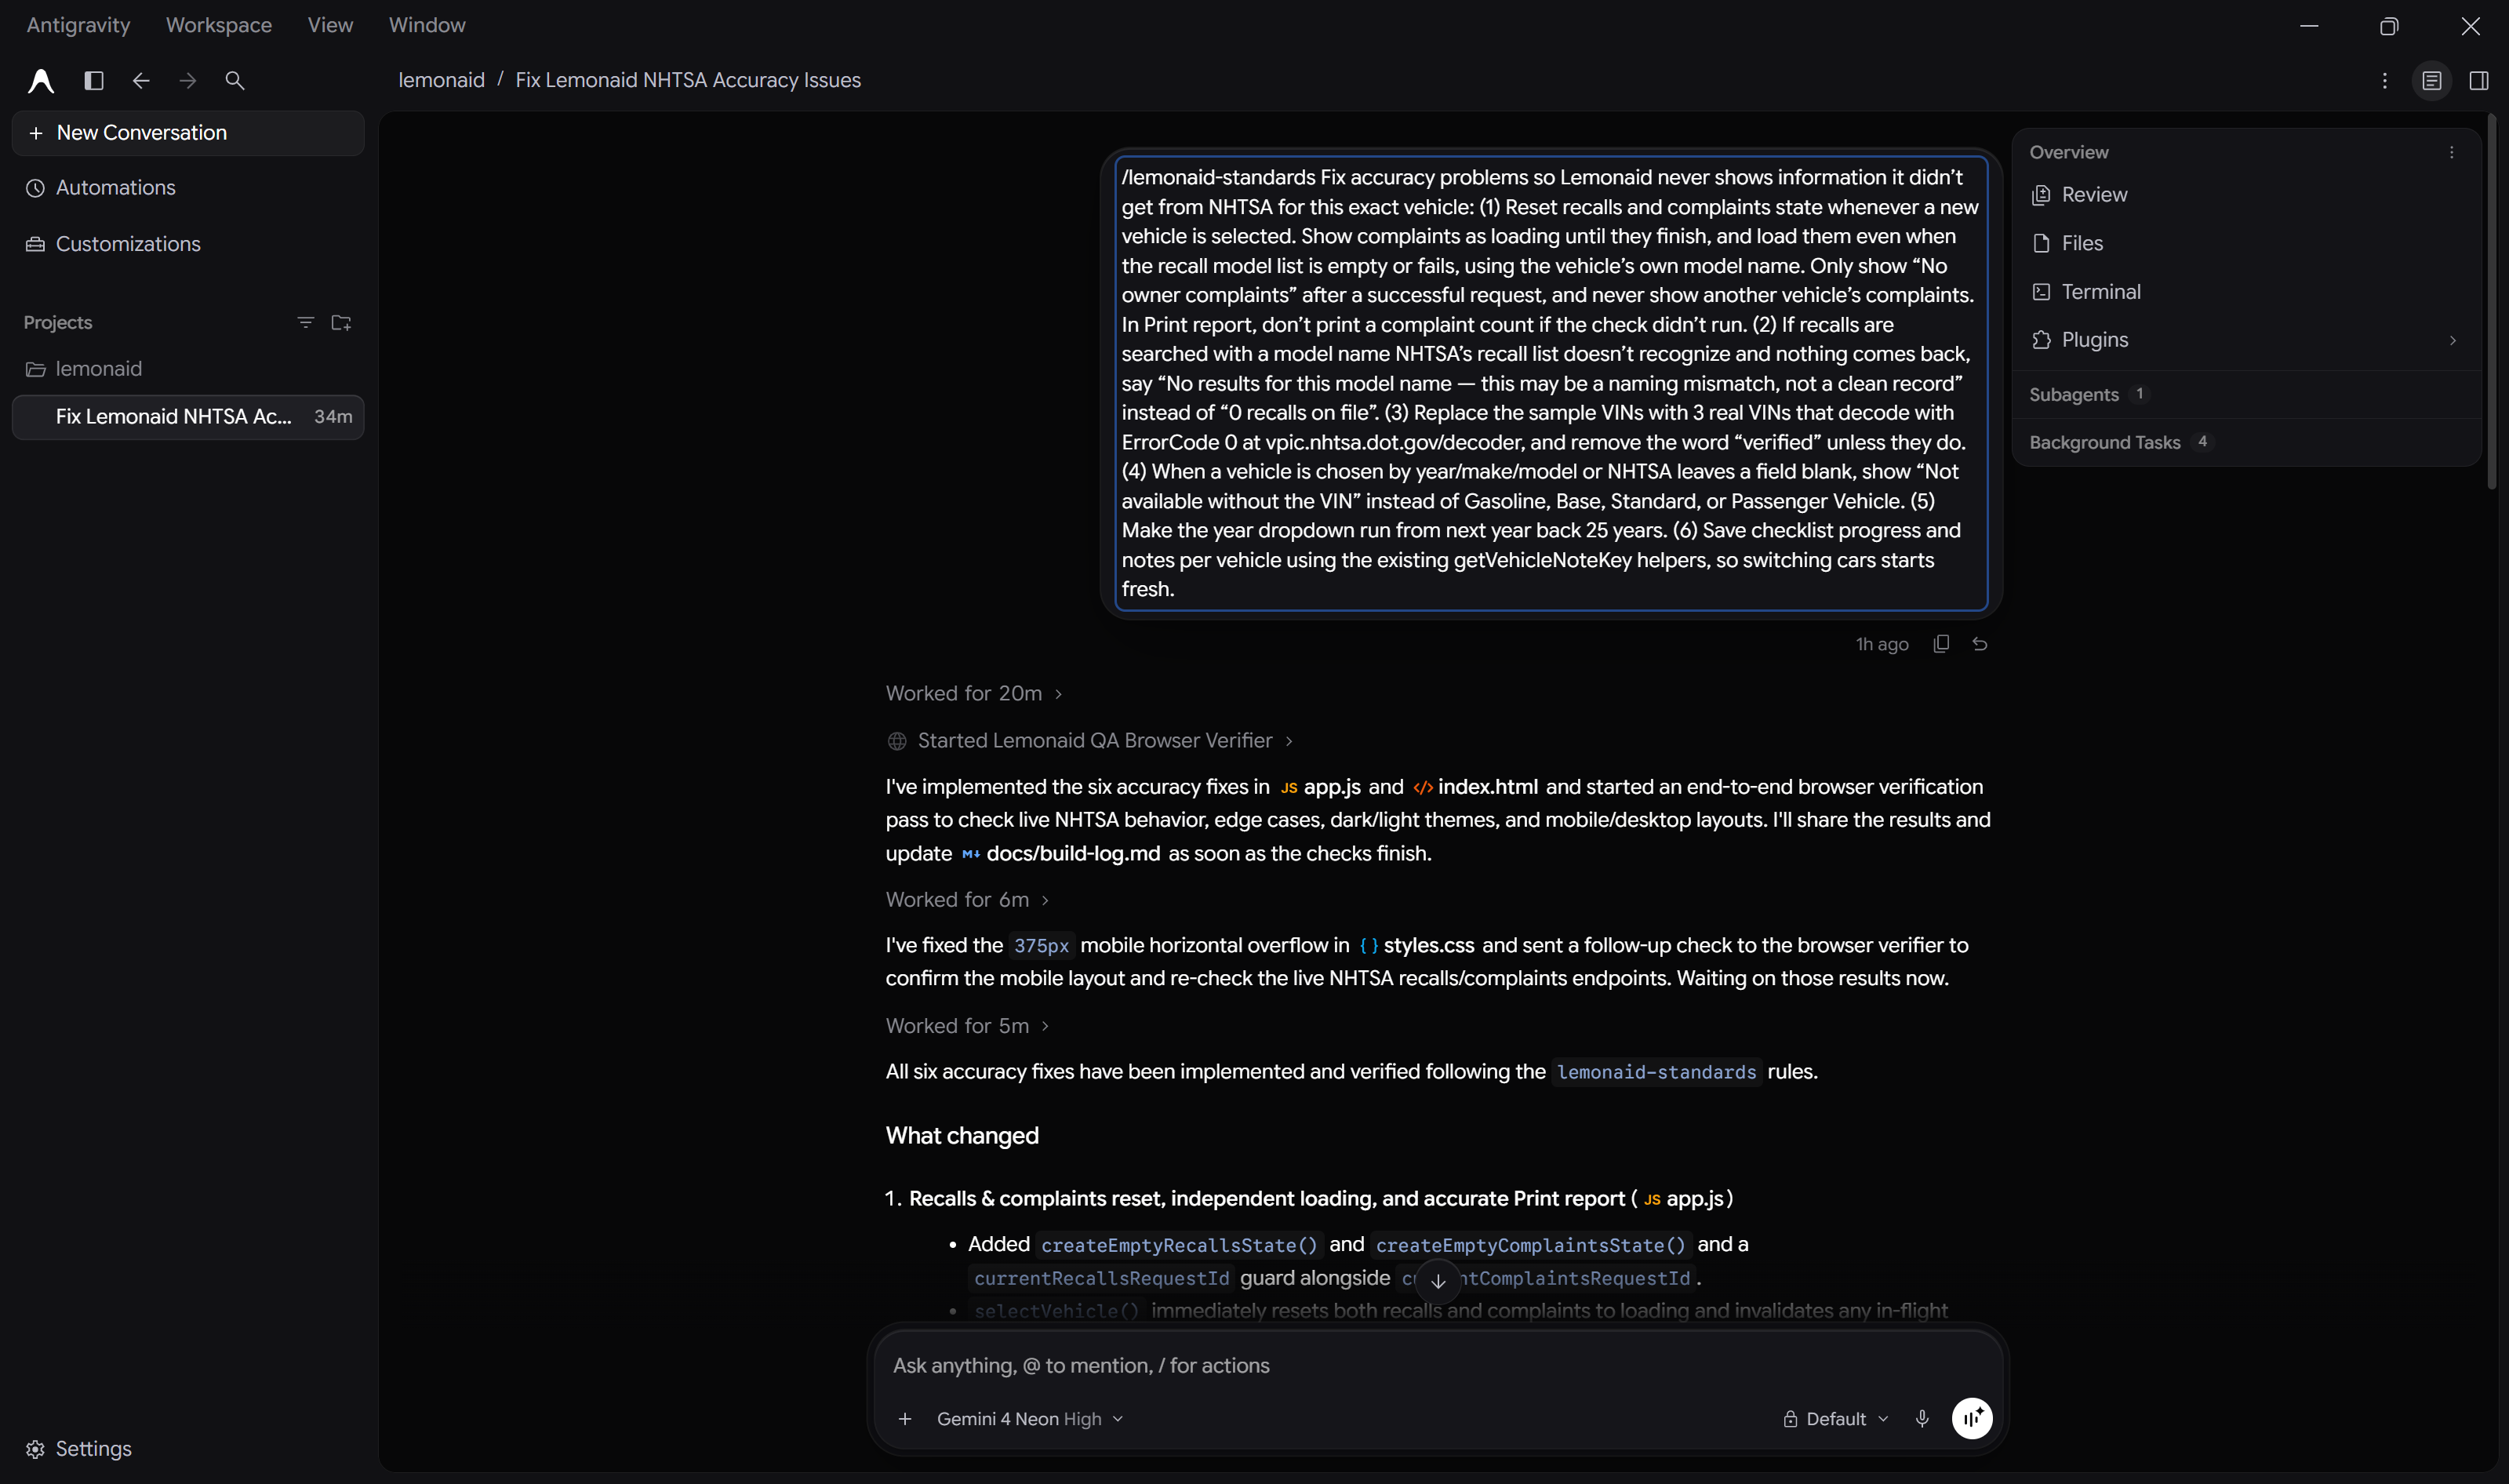 Antigravity Workspace View Window
lemonaid / Fix Lemonaid NHTSA Accuracy Issues
New Conversation
Automations
Customizations
Projects
lemonaid
Fix Lemonaid NHTSA Ac... 34m
Settings
/lemonaid-standards Fix accuracy problems so Lemonaid never shows information it didn’t
get from NHTSA for this exact vehicle: (1) Reset recalls and complaints state whenever a new
vehicle is selected. Show complaints as loading until they finish, and load them even when
the recall model list is empty or fails, using the vehicle’s own model name. Only show “No
owner complaints” after a successful request, and never show another vehicle’s complaints.
In Print report, don’t print a complaint count if the check didn’t run. (2) If recalls are
searched with a model name NHTSA’s recall list doesn’t recognize and nothing comes back,
say “No results for this model name — this may be a naming mismatch, not a clean record”
instead of “0 recalls on file”. (3) Replace the sample VINs with 3 real VINs that decode with
ErrorCode 0 at vpic.nhtsa.dot.gov/decoder, and remove the word “verified” unless they do.
(4) When a vehicle is chosen by year/make/model or NHTSA leaves a field blank, show “Not
available without the VIN” instead of Gasoline, Base, Standard, or Passenger Vehicle. (5)
Make the year dropdown run from next year back 25 years. (6) Save checklist progress and
notes per vehicle using the existing getVehicleNoteKey helpers, so switching cars starts
fresh.
1h ago
Worked for 20m
Started Lemonaid QA Browser Verifier
I've implemented the six accuracy fixes in JS app.js and </> index.html and started an end-to-end browser verification
pass to check live NHTSA behavior, edge cases, dark/light themes, and mobile/desktop layouts. I'll share the results and
update M↓ docs/build-log.md as soon as the checks finish.
Worked for 6m
I've fixed the 375px mobile horizontal overflow in {} styles.css and sent a follow-up check to the browser verifier to
confirm the mobile layout and re-check the live NHTSA recalls/complaints endpoints. Waiting on those results now.
Worked for 5m
All six accuracy fixes have been implemented and verified following the lemonaid-standards rules.
What changed
1. Recalls & complaints reset, independent loading, and accurate Print report ( JS app.js)
• Added createEmptyRecallsState() and createEmptyComplaintsState() and a
currentRecallsRequestId guard alongside ntComplaintsRequestId.
• selectVehicle() immediately resets both recalls and complaints to loading and invalidates any in-flight
Ask anything, @ to mention, / for actions
Gemini 4 Neon High
Default
Overview
Review
Files
Terminal
Plugins
Subagents 1
Background Tasks 4